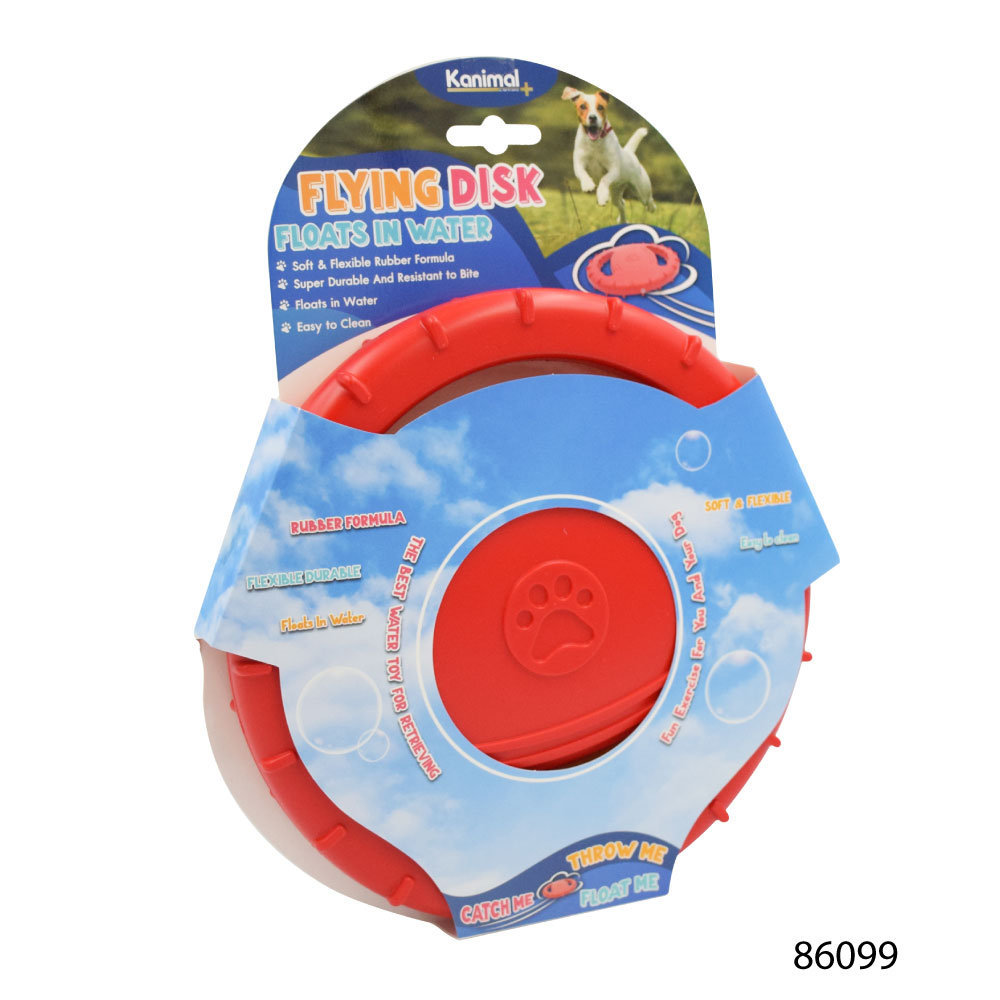 Kanimal
FLYING DISK
FLOATS IN WATER
Soft & Flexible Rubber Formula
Super Durable And Resistant to Bite
Floats in Water
Easy to Clean
RUBBER FORMULA
FLEXIBLE DURABLE
Floats In Water
THE BEST WATER TOY FOR RETRIEVING
Fun Exercise For You And Your Dog
SOFT & FLEXIBLE
Easy to clean
THROW ME
CATCH ME
FLOAT ME
86099